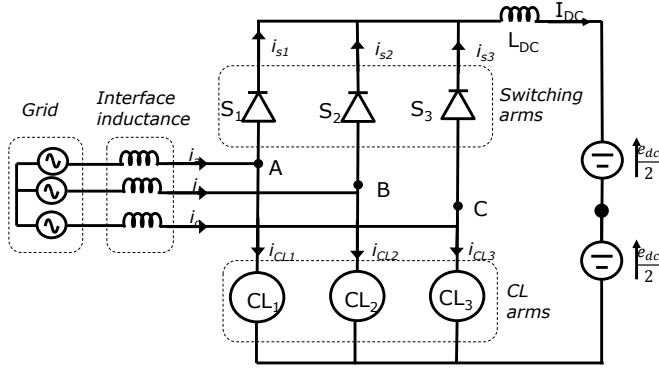 I_DC
L_DC
i_s1
i_s2
i_s3
Grid
Interface
inductance
S_1
S_2
S_3
Switching
arms
A
B
C
e_dc
2
i_CL1
i_CL2
i_CL3
e_dc
2
CL_1
CL_2
CL_3
CL
arms